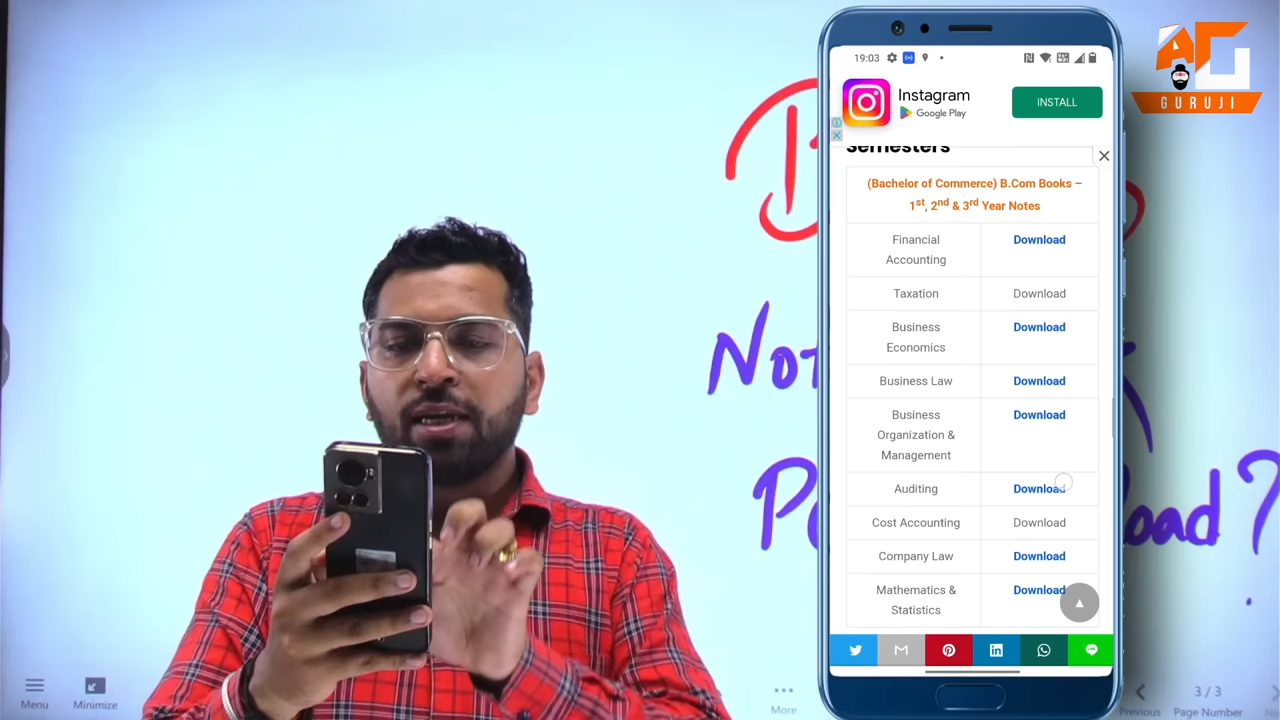 19:03
Instagram
Google Play
INSTALL
Semesters
(Bachelor of Commerce) B.Com Books –
1st, 2nd & 3rd Year Notes
Financial
Accounting
Download
Taxation
Download
Business
Economics
Download
Business Law
Download
Business
Organization &
Management
Download
Auditing
Download
Cost Accounting
Download
Company Law
Download
Mathematics &
Statistics
Download
AG
GURUJI
Menu
Minimize
More
Previous
3 / 3
Page Number